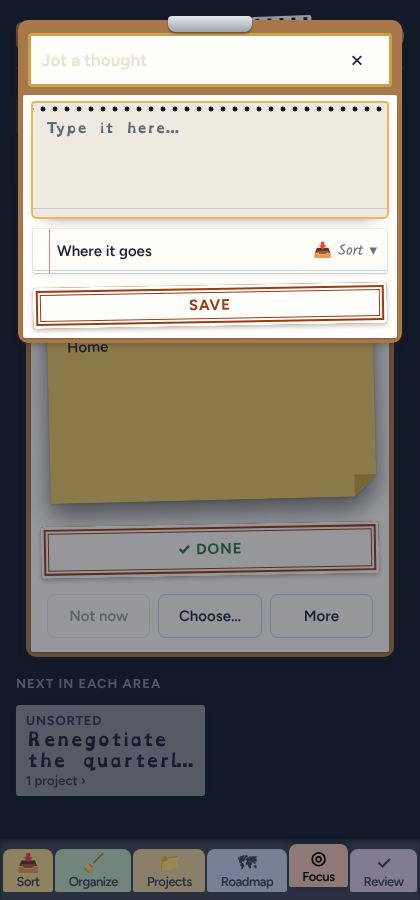 Jot a thought ✕
Type it here...
Where it goes 📥 Sort ▾
SAVE
Home
✓ DONE
Not now Choose... More
NEXT IN EACH AREA
UNSORTED
Renegotiate
the quarterl...
1 project ›
Sort Organize Projects Roadmap Focus Review